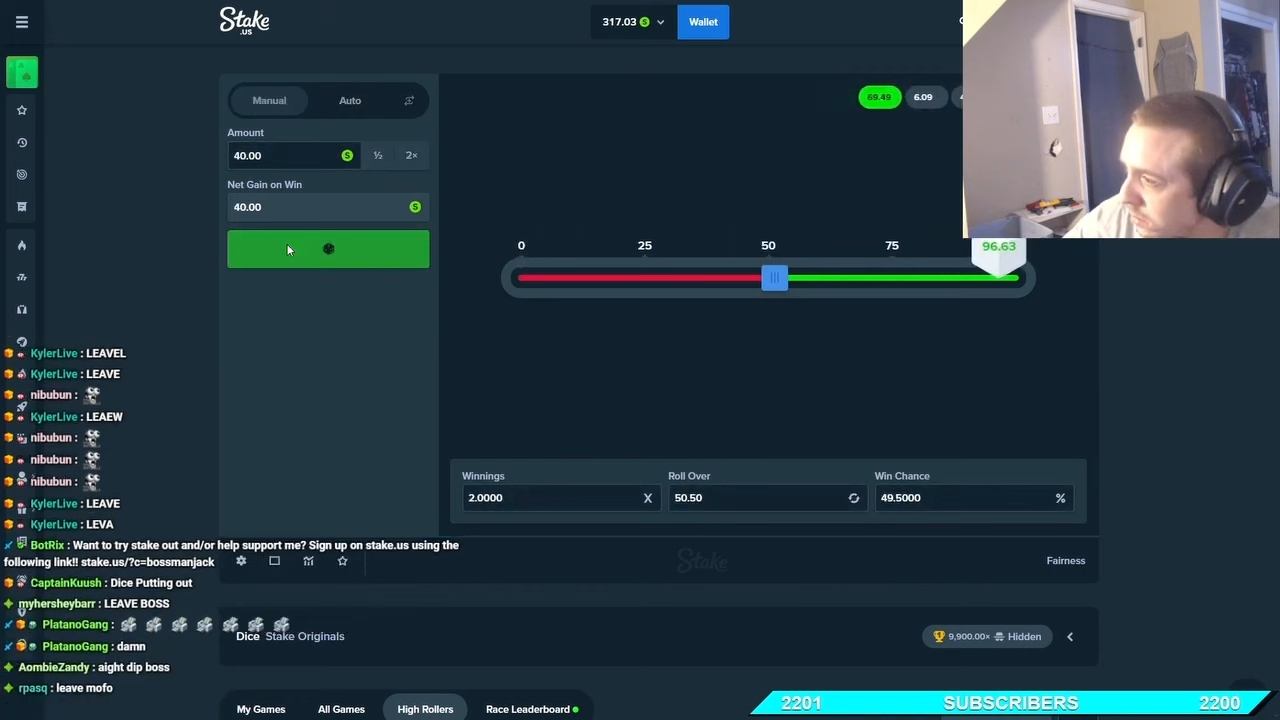 Stake
.US
317.03
Wallet
Manual
Auto
69.49
6.09
Amount
40.00
½
2×
Net Gain on Win
40.00
96.63
0
25
50
75
KylerLive : LEAVEL
KylerLive : LEAVE
nibubun :
KylerLive : LEAEW
nibubun :
nibubun :
nibubun :
KylerLive : LEAVE
KylerLive : LEVA
BotRix : Want to try stake out and/or help support me? Sign up on stake.us using the
following link!! stake.us/?c=bossmanjack
CaptainKuush : Dice Putting out
myhersheybarr : LEAVE BOSS
PlatanoGang :
PlatanoGang : damn
AombieZandy : aight dip boss
rpasq : leave mofo
Winnings
Roll Over
Win Chance
2.0000
X
50.50
49.5000
%
Stake
Fairness
Dice Stake Originals
9,900.00× Hidden
My Games
All Games
High Rollers
Race Leaderboard
2201 SUBSCRIBERS 2200